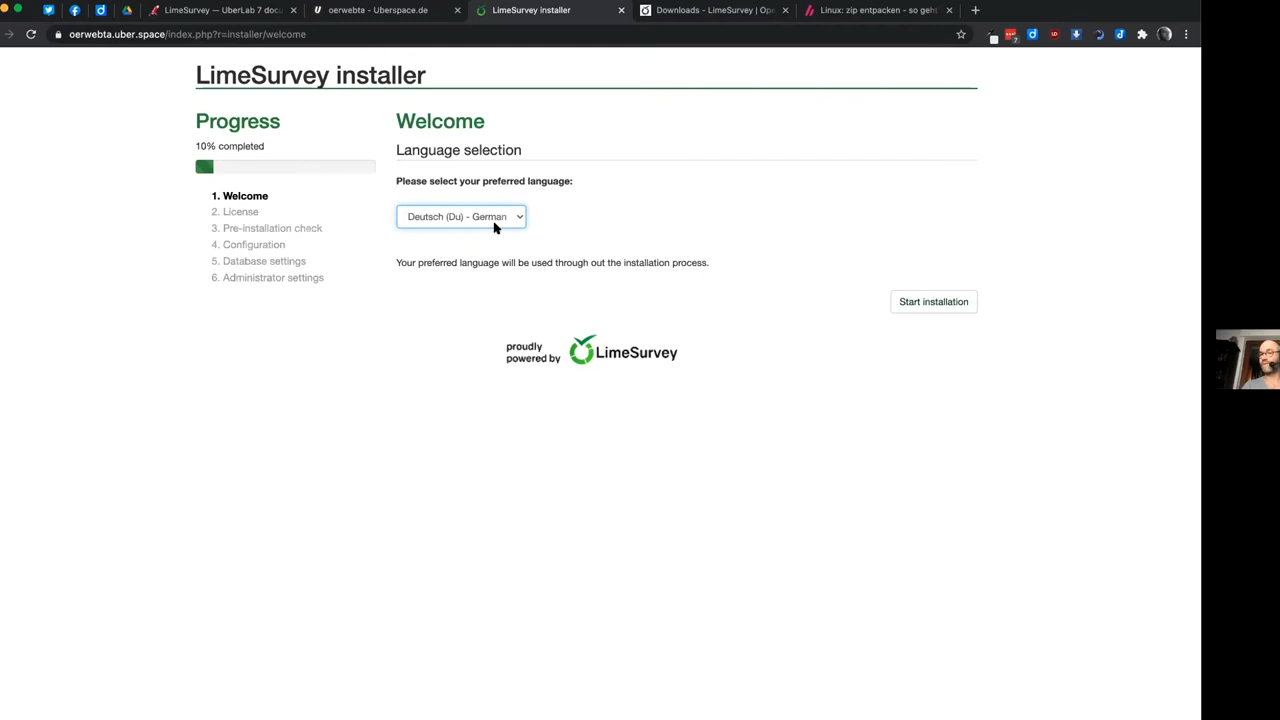 LimeSurvey — UberLab 7 docu
oerwebta - Uberspace.de
LimeSurvey installer
Downloads - LimeSurvey | Ope
Linux: zip entpacken - so geht
oerwebta.uber.space/index.php?r=installer/welcome
LimeSurvey installer
Progress
10% completed
1. Welcome
2. License
3. Pre-installation check
4. Configuration
5. Database settings
6. Administrator settings
Welcome
Language selection
Please select your preferred language:
Deutsch (Du) - German
Your preferred language will be used through out the installation process.
Start installation
proudly
powered by
LimeSurvey